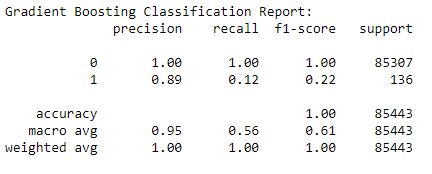 Gradient Boosting Classification Report:
precision recall f1-score support
0 1.00 1.00 1.00 85307
1 0.89 0.12 0.22 136
accuracy 1.00 85443
macro avg 0.95 0.56 0.61 85443
weighted avg 1.00 1.00 1.00 85443